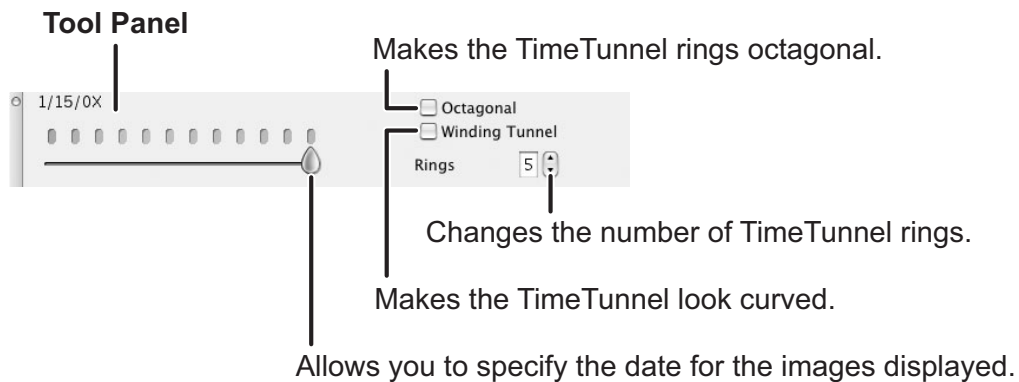 Tool Panel
Makes the TimeTunnel rings octagonal.
1/15/0X
Octagonal
Winding Tunnel
Rings 5
Changes the number of TimeTunnel rings.
Makes the TimeTunnel look curved.
Allows you to specify the date for the images displayed.